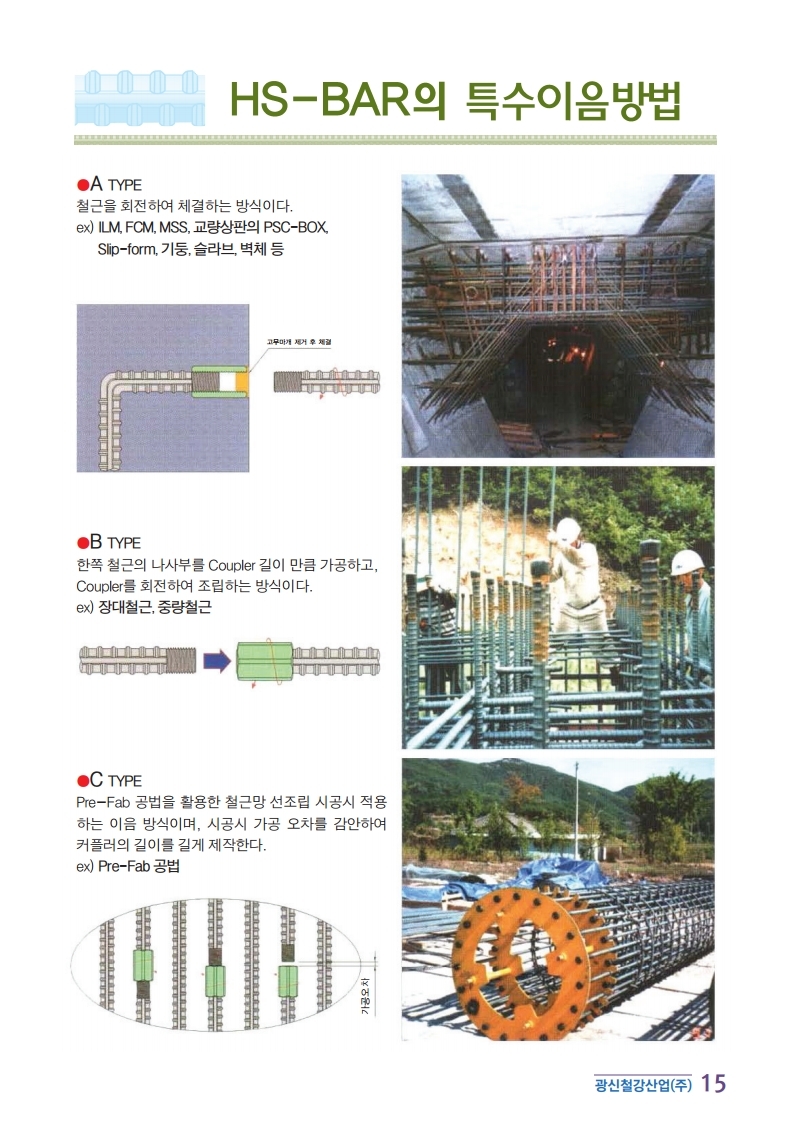 HS-BAR의 특수이음방법
●A TYPE
철근을 회전하여 체결하는 방식이다.
ex) ILM, FCM, MSS, 교량상판의 PSC-BOX,
Slip-form, 기둥, 슬라브, 벽체 등
고무마개 제거 후 체결
●B TYPE
한쪽 철근의 나사부를 Coupler 길이 만큼 가공하고,
Coupler를 회전하여 조립하는 방식이다.
ex) 장대철근, 중량철근
●C TYPE
Pre-Fab 공법을 활용한 철근망 선조립 시공시 적용
하는 이음 방식이며, 시공시 가공 오차를 감안하여
커플러의 길이를 길게 제작한다.
ex) Pre-Fab 공법
가공오차
광신철강산업(주) 15